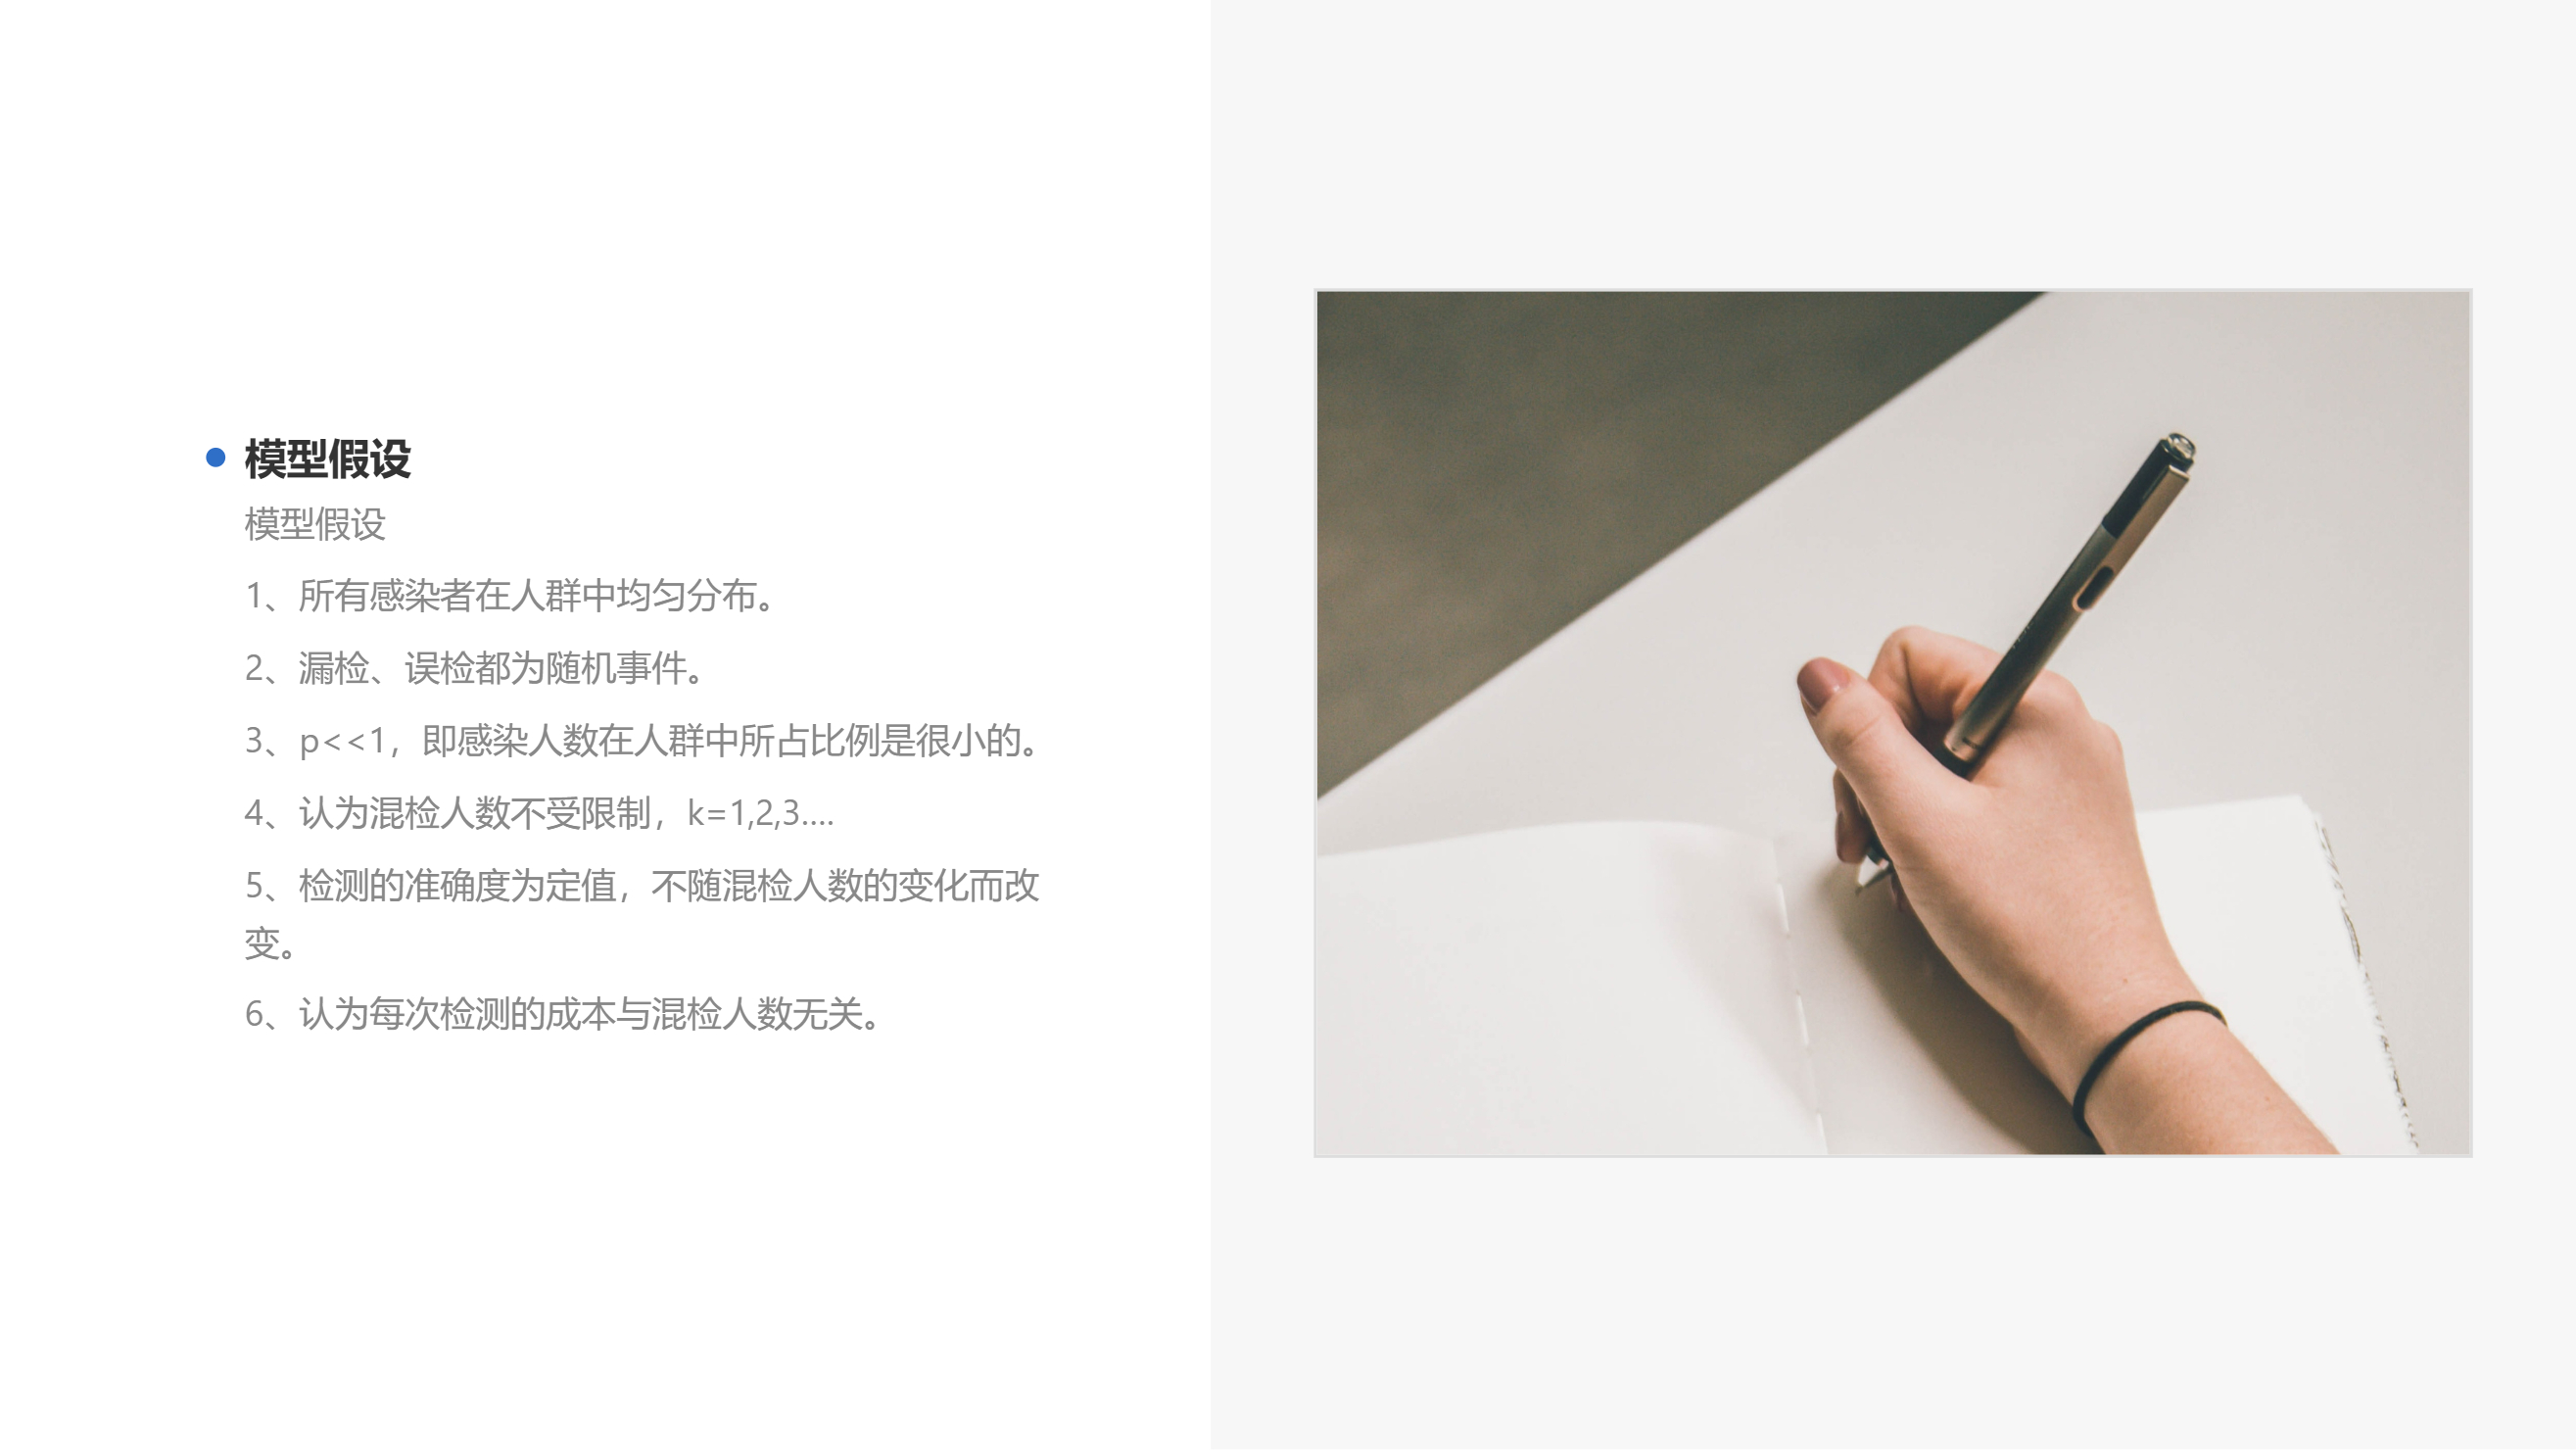 模型假设
模型假设
1、所有感染者在人群中均匀分布。
2、漏检、误检都为随机事件。
3、p<<1，即感染人数在人群中所占比例是很小的。
4、认为混检人数不受限制，k=1,2,3....
5、检测的准确度为定值，不随混检人数的变化而改
变。
6、认为每次检测的成本与混检人数无关。